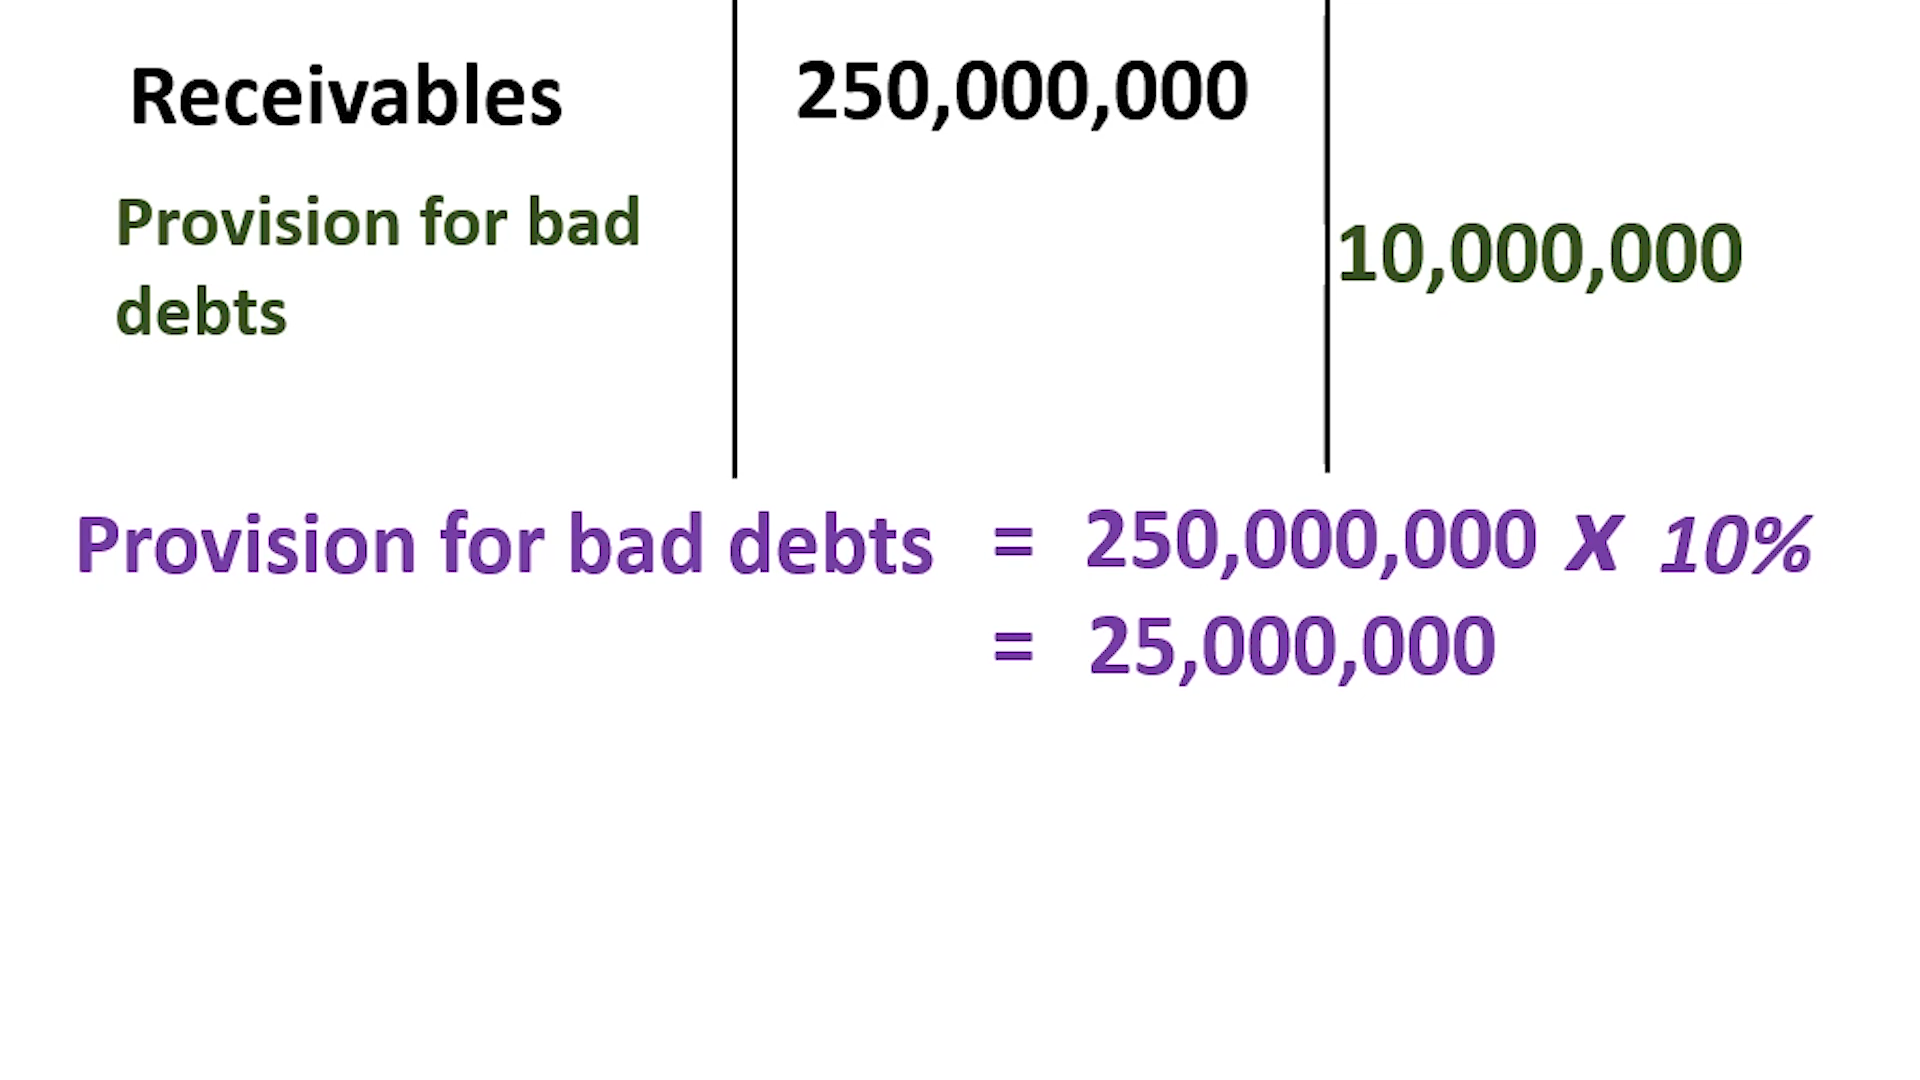 Receivables 250,000,000
Provision for bad
debts 10,000,000
Provision for bad debts = 250,000,000 X 10%
= 25,000,000